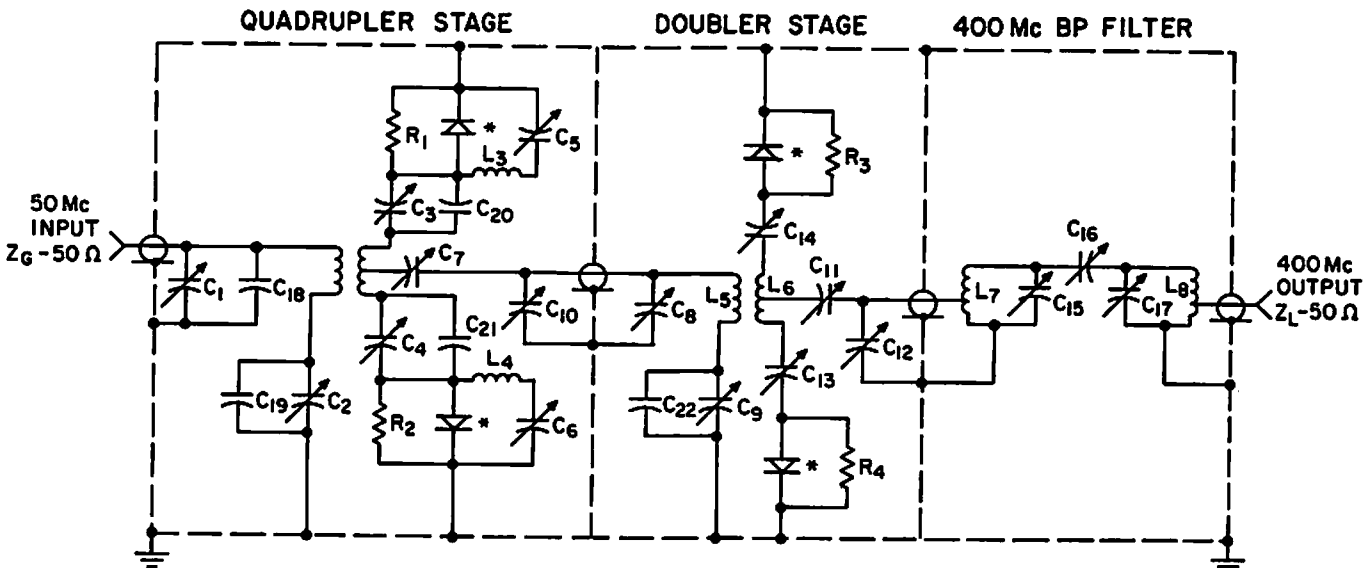 QUADRUPLER STAGE
DOUBLER STAGE
400 Mc BP FILTER
R1
*
C5
L3
C3
C20
50 Mc
INPUT
ZG-50 Ω
C1
C18
C7
C10
C8
C4
C21
L4
C19
C2
R2
*
C6
*
R3
C14
C11
L5
L6
C12
C13
C22
C9
*
R4
C16
L7
C15
C17
L8
400 Mc
OUTPUT
ZL-50 Ω